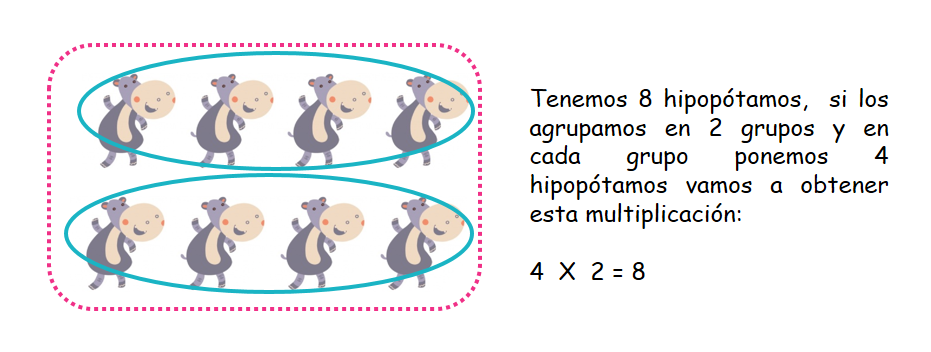 Tenemos 8 hipopótamos, si los
agrupamos en 2 grupos y en
cada grupo ponemos 4
hipopótamos vamos a obtener
esta multiplicación:
4 X 2 = 8